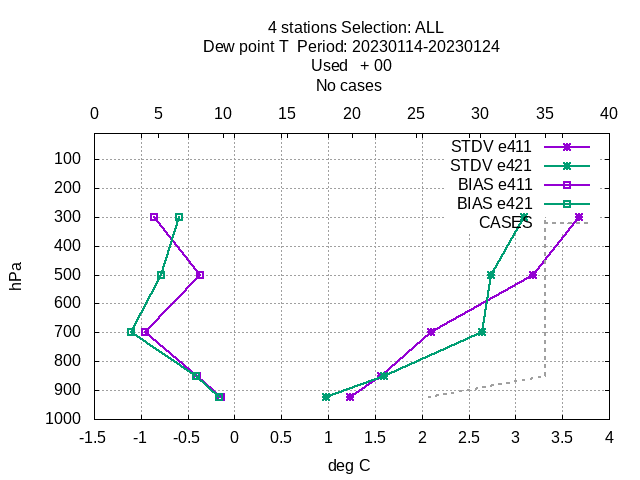 4 stations Selection: ALL
Dew point T  Period: 20230114-20230124
Used   + 00
No cases
0 5 10 15 20 25 30 35 40
STDV e411
STDV e421
BIAS e411
BIAS e421
CASES
100
200
300
400
500
600
700
800
900
1000
hPa
-1.5 -1 -0.5 0 0.5 1 1.5 2 2.5 3 3.5 4
deg C